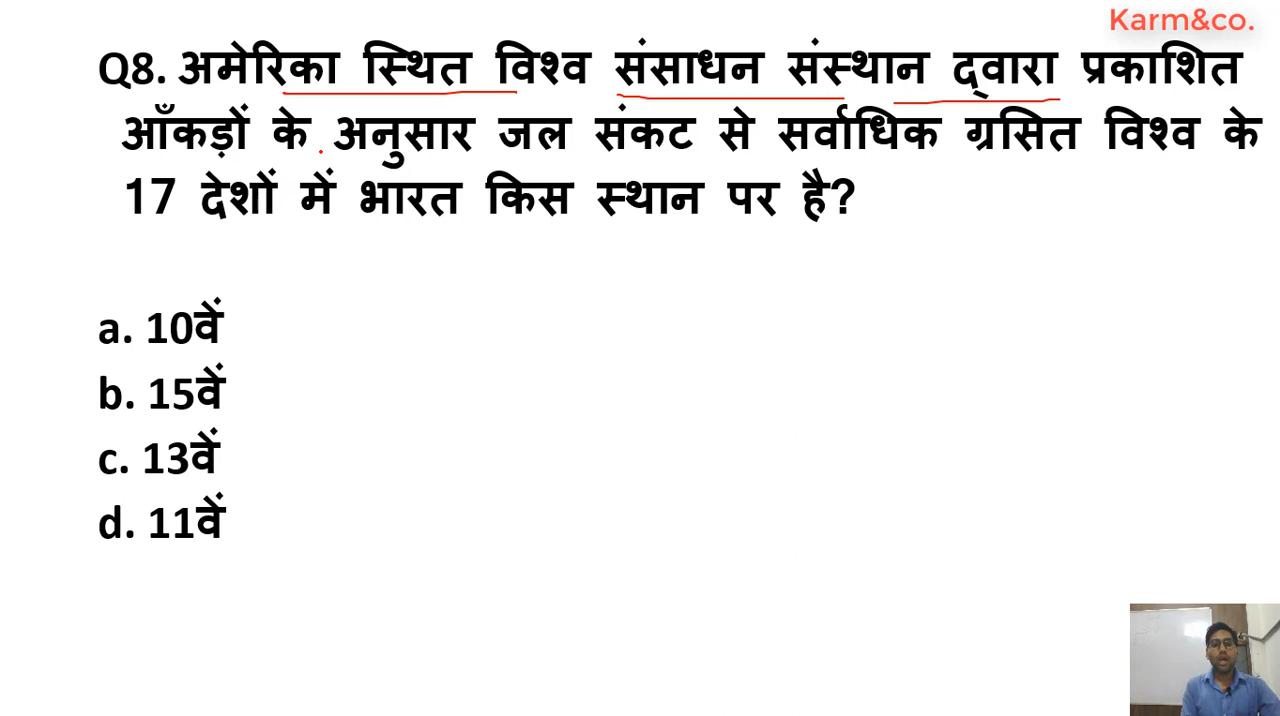 Karm&co.
Q8. अमेरिका स्थित विश्व संसाधन संस्थान द्वारा प्रकाशित
आँकड़ों के अनुसार जल संकट से सर्वाधिक ग्रसित विश्व के
17 देशों में भारत किस स्थान पर है?
a. 10वें
b. 15वें
c. 13वें
d. 11वें